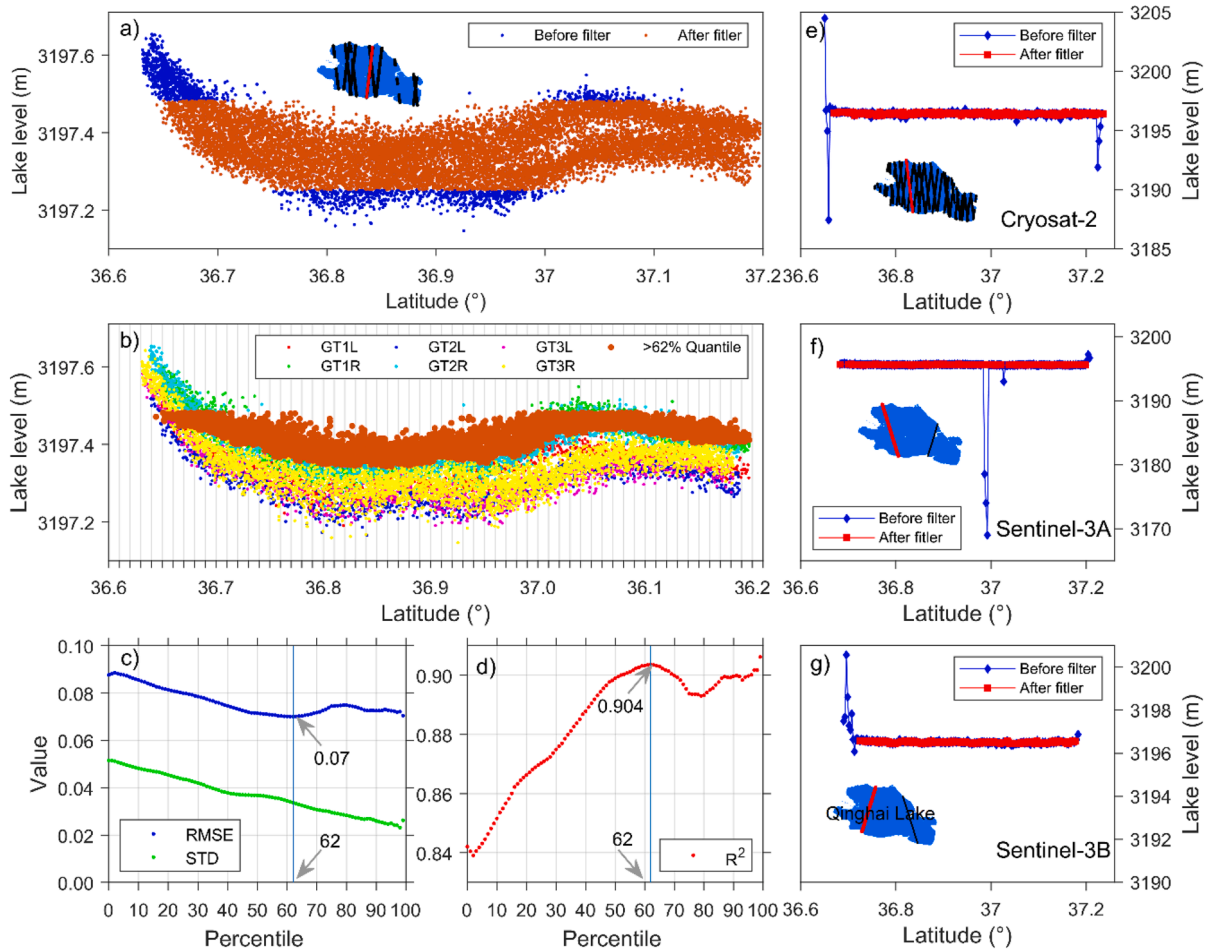 a)
Before filter
After fitler
3197.6
3197.4
3197.2
Lake level (m)
36.6 36.7 36.8 36.9 37 37.1 37.2
Latitude (°)
e)
Before filter
After fitler
3205
3200
3195
3190
3185
Lake level (m)
Cryosat-2
36.6 36.8 37 37.2
Latitude (°)
b)
GT1L GT2L GT3L >62% Quantile
GT1R GT2R GT3R
3197.6
3197.4
3197.2
Lake level (m)
36.6 36.7 36.8 36.9 37.0 36.1 36.2
Latitude (°)
f)
3200
3190
3180
3170
Lake level (m)
Before filter
After fitler
Sentinel-3A
36.6 36.8 37 37.2
Latitude (°)
c)
0.10
0.08
0.06
0.04
0.02
0.00
Value
0.07
62
RMSE
STD
0 10 20 30 40 50 60 70 80 90 100
Percentile
d)
0.90
0.88
0.86
0.84
0.904
62
R²
0 10 20 30 40 50 60 70 80 90 100
Percentile
g)
Before filter
After fitler
3200
3198
3196
3194
3192
3190
Lake level (m)
Qinghai Lake
Sentinel-3B
36.6 36.8 37 37.2
Latitude (°)